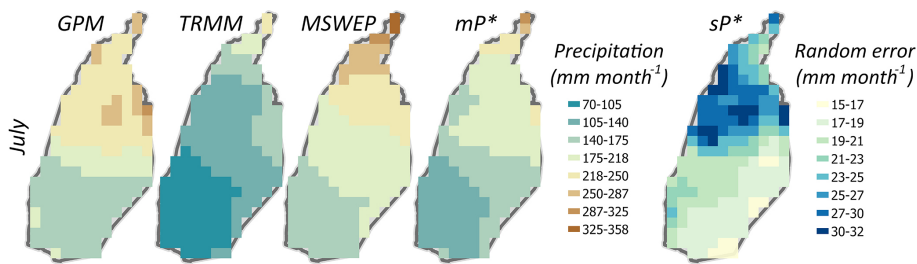 GPM TRMM MSWEP mP* sP*
July
Precipitation
(mm month-1)
70-105
105-140
140-175
175-218
218-250
250-287
287-325
325-358
Random error
(mm month-1)
15-17
17-19
19-21
21-23
23-25
25-27
27-30
30-32